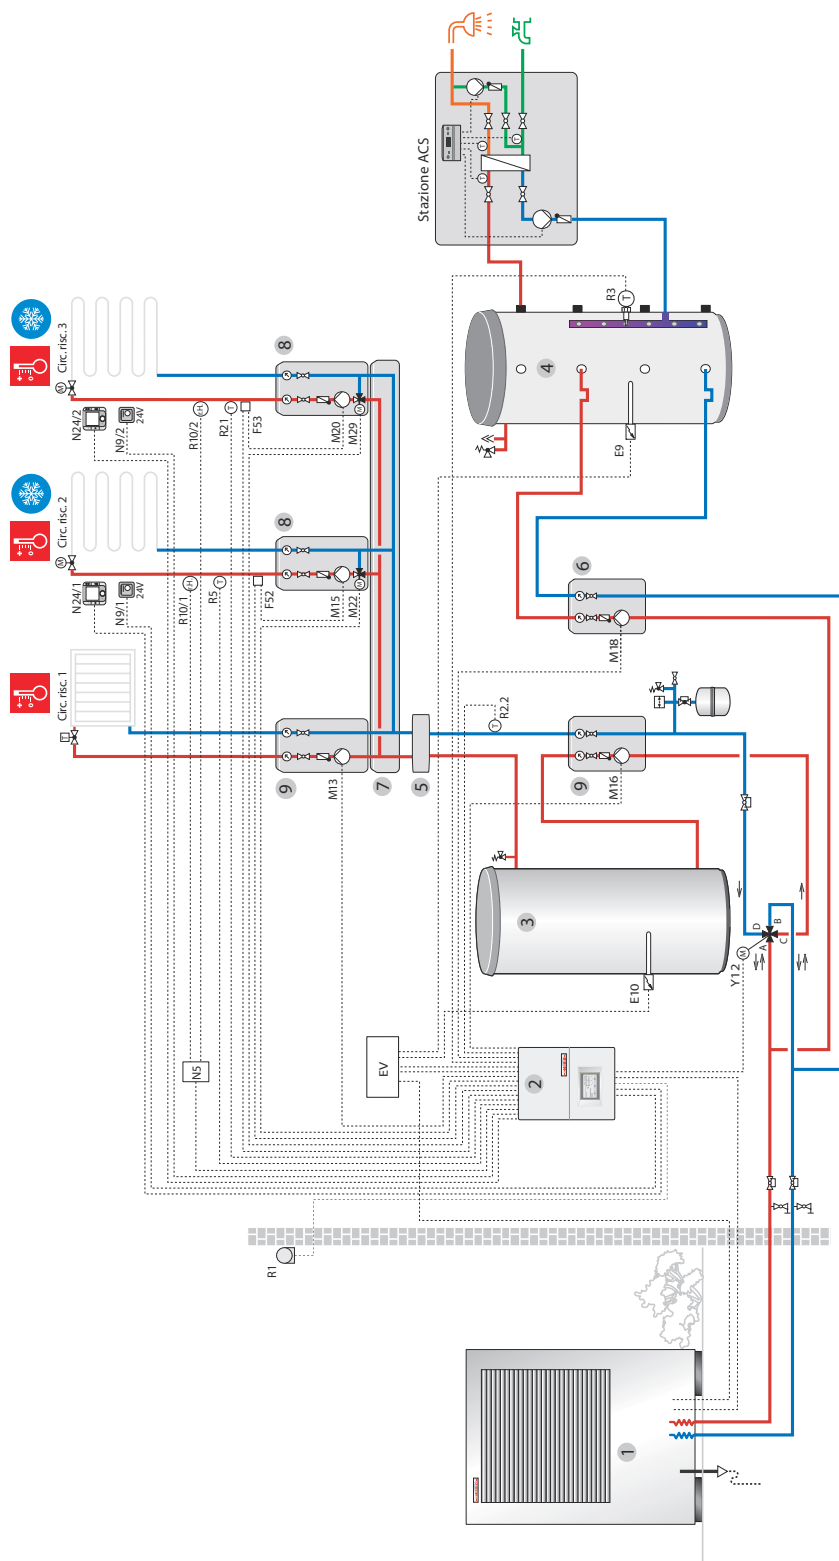 Stazione ACS
Circ. risc. 3
Circ. risc. 2
Circ. risc. 1
N24/2
N9/2
24V
R10/2
R21
F53
M20
M29
8
N24/1
N9/1
24V
R10/1
R5
F52
M15
M22
8
M13
9
7
5
R2.2
R3
T
4
E9
6
M18
9
M16
3
E10
Y12
M
A
B
C
D
N5
EV
2
R1
1
rH
rH
T
T
T
T
T
T
T
M
M
M
M